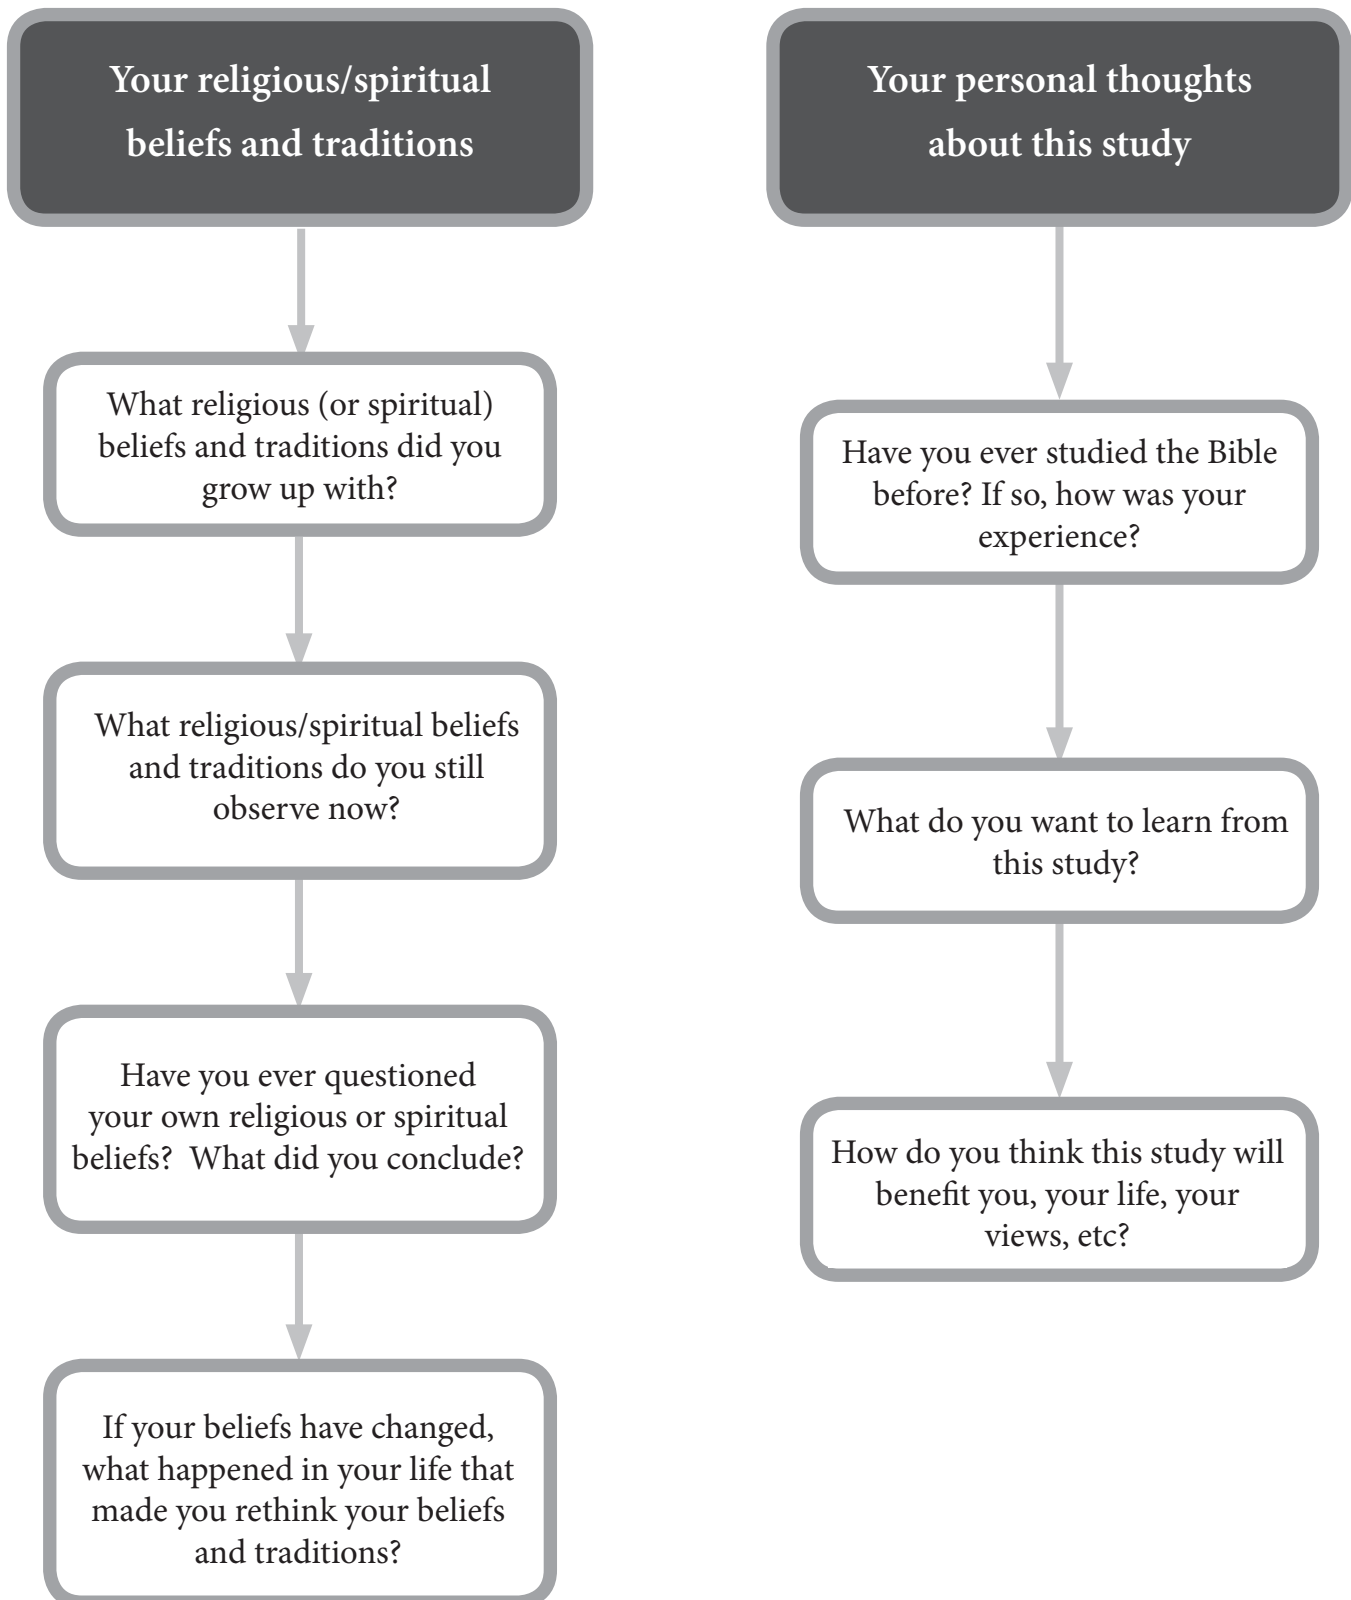 Your religious/spiritual
beliefs and traditions
What religious (or spiritual)
beliefs and traditions did you
grow up with?
What religious/spiritual beliefs
and traditions do you still
observe now?
Have you ever questioned
your own religious or spiritual
beliefs?  What did you conclude?
If your beliefs have changed,
what happened in your life that
made you rethink your beliefs
and traditions?
Your personal thoughts
about this study
Have you ever studied the Bible
before? If so, how was your
experience?
What do you want to learn from
this study?
How do you think this study will
benefit you, your life, your
views, etc?